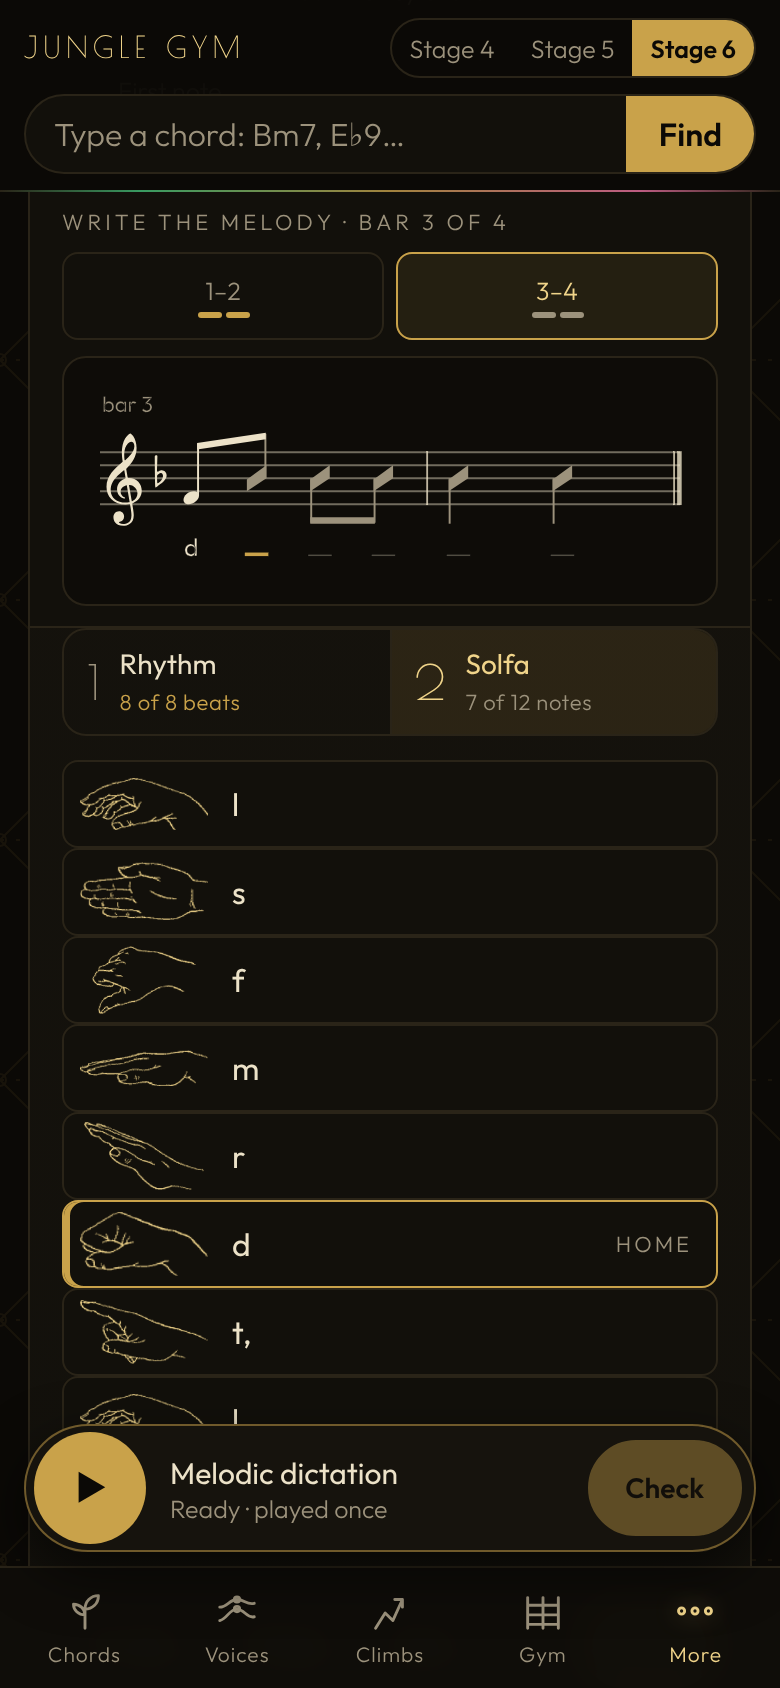 JUNGLE GYM
Stage 4 Stage 5 Stage 6
First note
Type a chord: Bm7, E♭9...
Find
WRITE THE MELODY · BAR 3 OF 4
1–2
3–4
bar 3
d
1 Rhythm
8 of 8 beats
2 Solfa
7 of 12 notes
l
s
f
m
r
d HOME
t,
l
Melodic dictation
Ready · played once
Check
Chords Voices Climbs Gym More